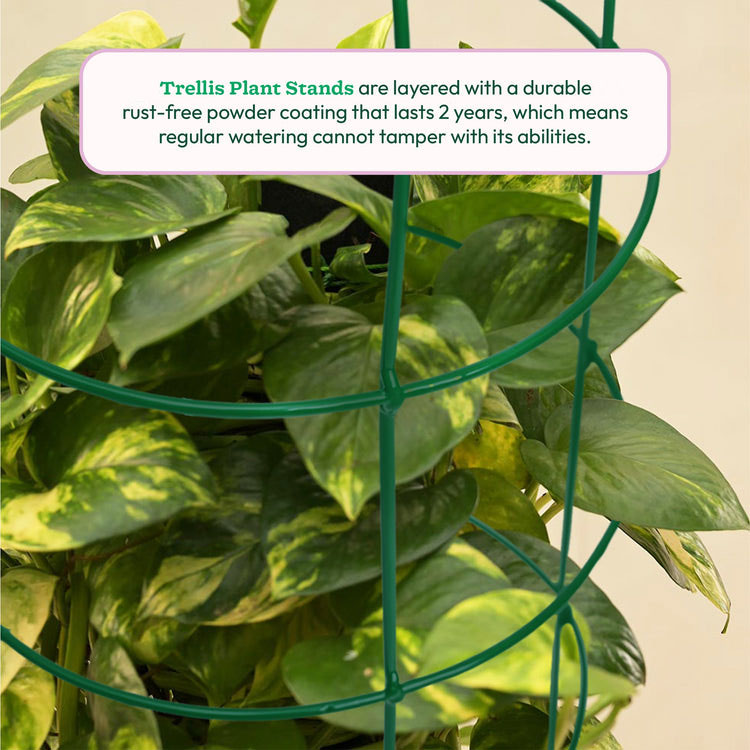 Trellis Plant Stands are layered with a durable
rust-free powder coating that lasts 2 years, which means
regular watering cannot tamper with its abilities.